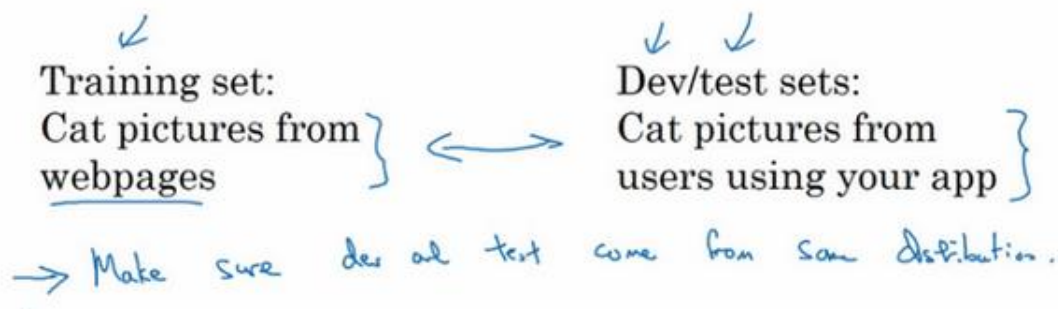 Training set:
Cat pictures from
webpages
Dev/test sets:
Cat pictures from
users using your app
→ Make sure dev and test come from same distribution.